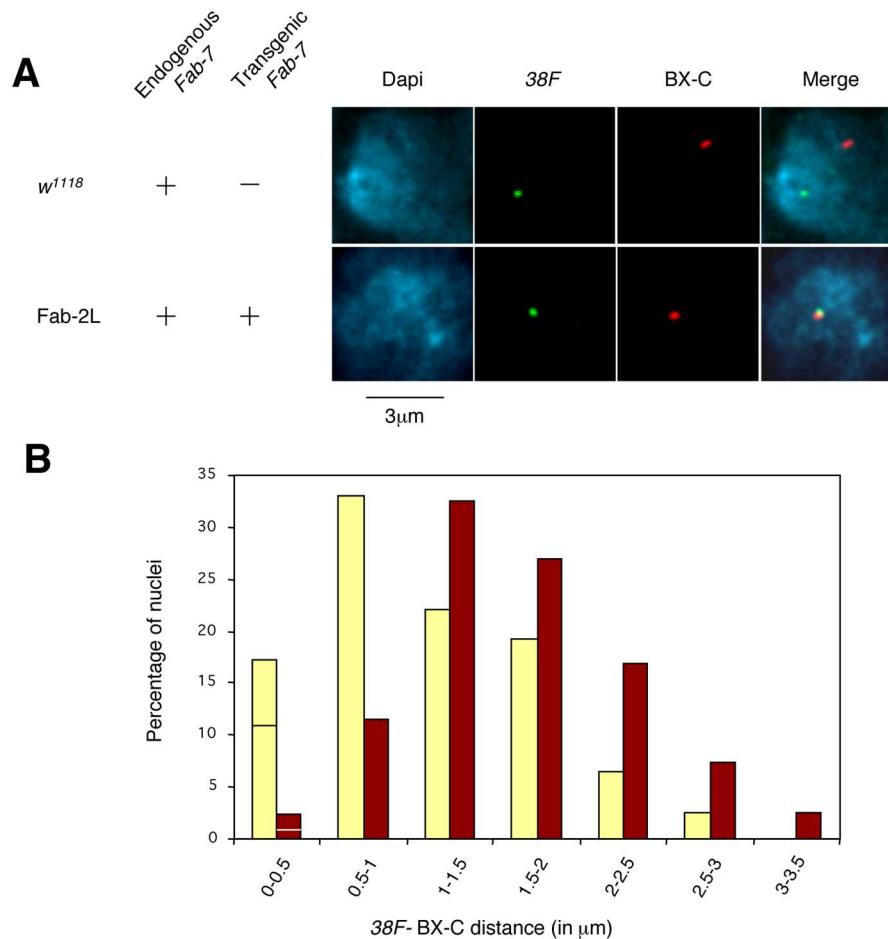 A
Endogenous
Fab-7
Transgenic
Fab-7
Dapi
38F
BX-C
Merge
w1118
+
−
Fab-2L
+
+
3μm
B
Percentage of nuclei
35
30
25
20
15
10
5
0
0-0.5
0.5-1
1-1.5
1.5-2
2-2.5
2.5-3
3-3.5
38F- BX-C distance (in μm)